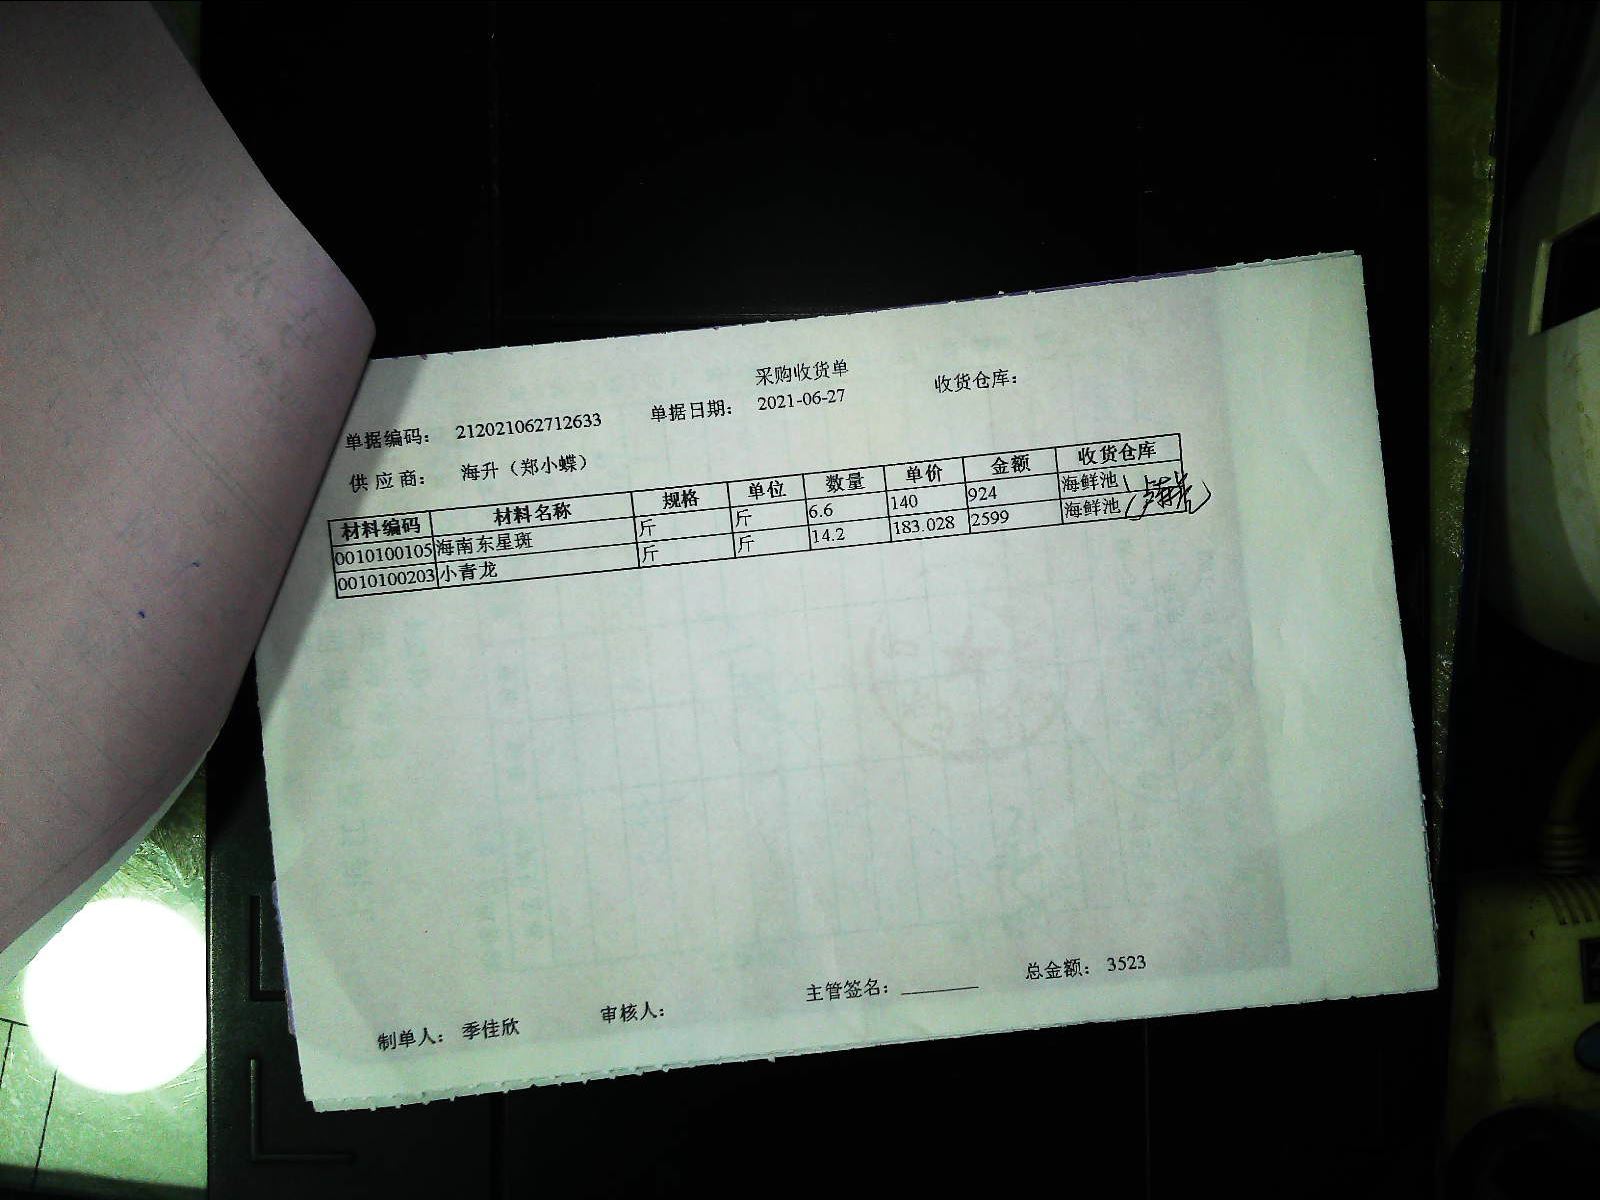 采购收货单
单据编码： 212021062712633 单据日期： 2021-06-27 收货仓库：
供应商： 海升（郑小蝶）
材料编码 材料名称 规格 单位 数量 单价 金额 收货仓库
0010100105 海南东星斑 斤 斤 6.6 140 924 海鲜池
0010100203 小青龙 斤 斤 14.2 183.028 2599 海鲜池
制单人： 季佳欣 审核人： 主管签名： 总金额： 3523